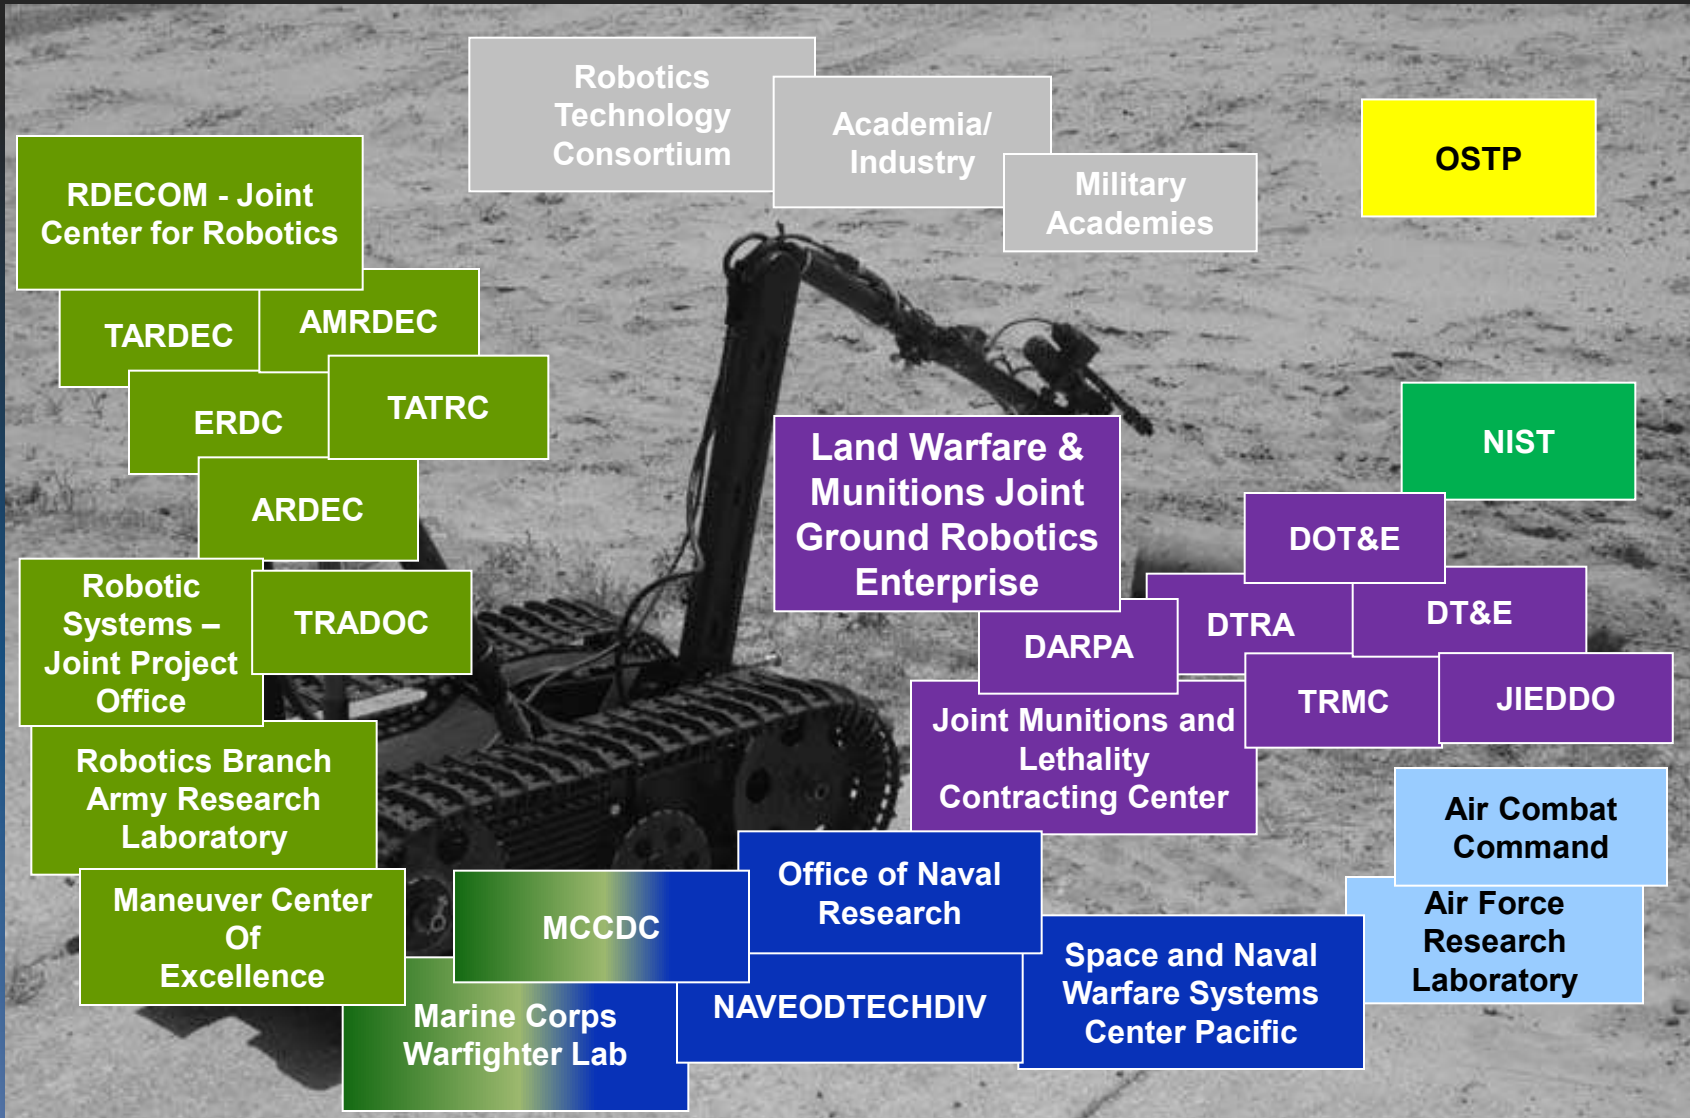 Robotics
Technology
Consortium
Academia/
Industry
Military
Academies
OSTP
RDECOM - Joint
Center for Robotics
TARDEC
AMRDEC
ERDC
TATRC
ARDEC
Robotic
Systems –
Joint Project
Office
TRADOC
Robotics Branch
Army Research
Laboratory
Maneuver Center
Of
Excellence
Land Warfare &
Munitions Joint
Ground Robotics
Enterprise
NIST
DOT&E
DARPA
DTRA
DT&E
TRMC
JIEDDO
Joint Munitions and
Lethality
Contracting Center
Air Combat
Command
Air Force
Research
Laboratory
MCCDC
Office of Naval
Research
Marine Corps
Warfighter Lab
NAVEODTECHDIV
Space and Naval
Warfare Systems
Center Pacific